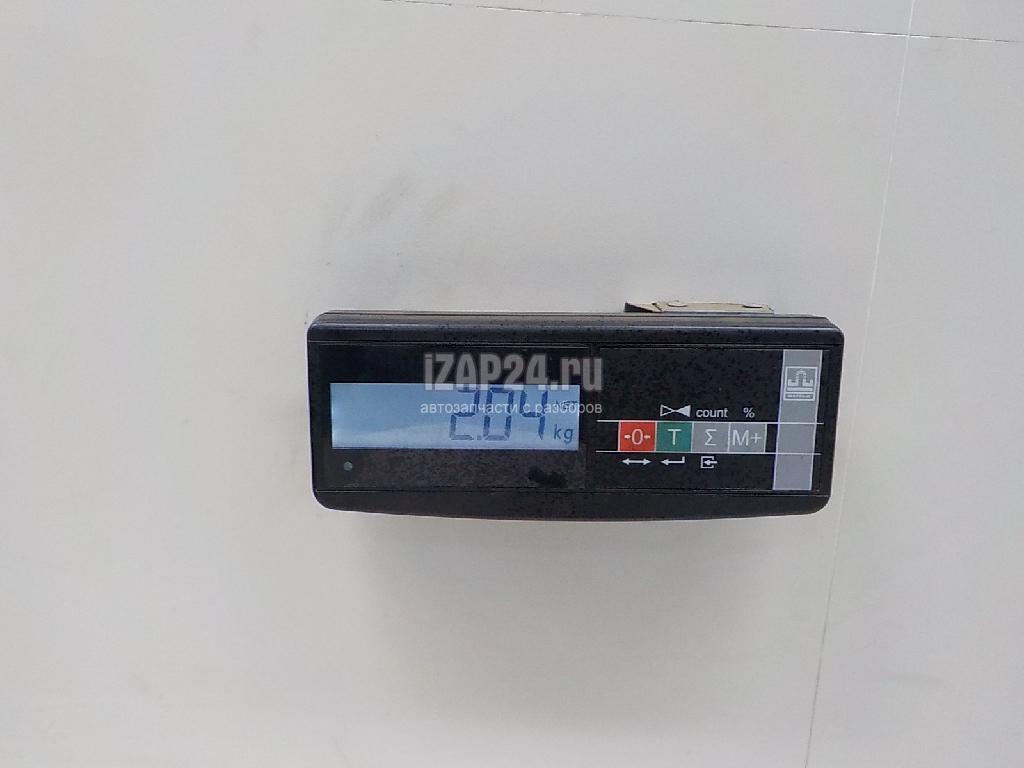 iZAP24.ru
автозапчасти с разборов
2.04 kg
count %
-0- T Σ M+